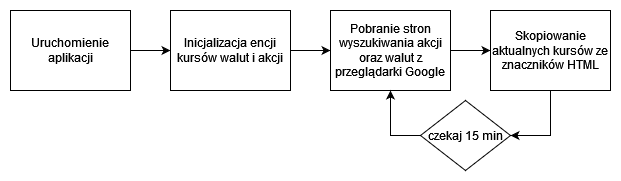 Uruchomienie
aplikacji
Inicjalizacja encji
kursów walut i akcji
Pobranie stron
wyszukiwania akcji
oraz walut z
przeglądarki Google
Skopiowanie
aktualnych kursów ze
znaczników HTML
czekaj 15 min